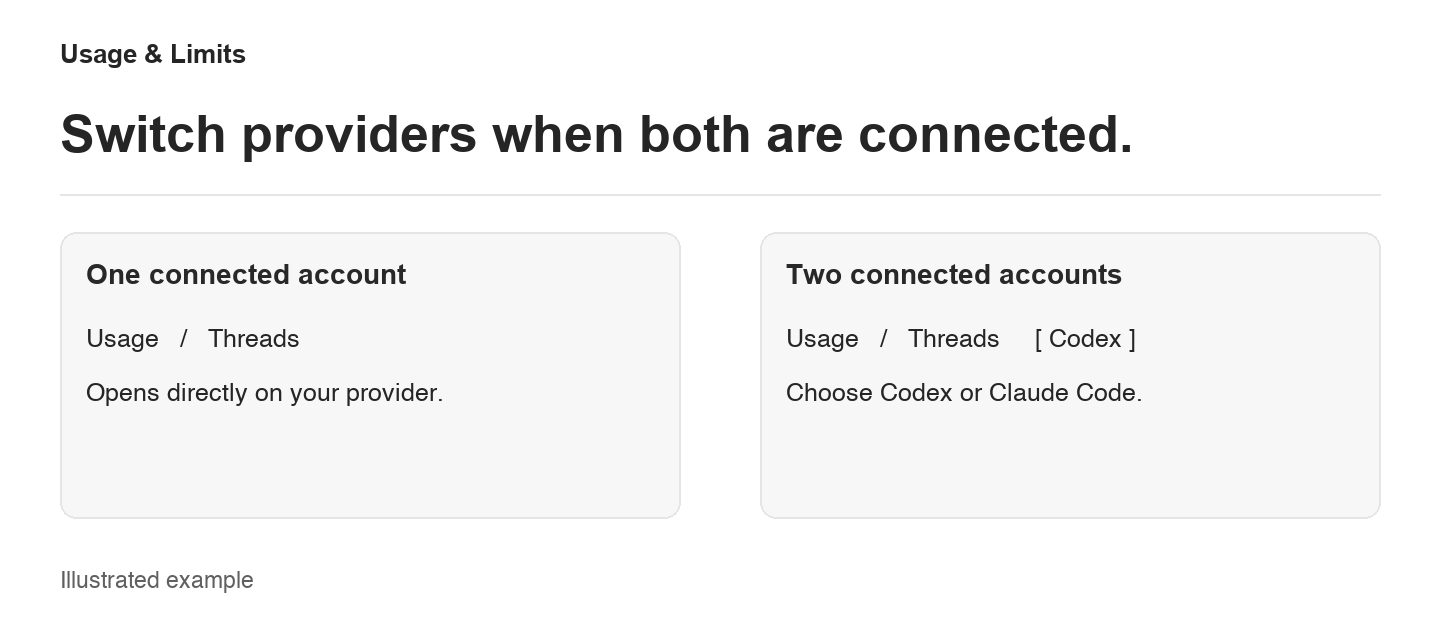 Usage & Limits
Switch providers when both are connected.
One connected account
Usage / Threads
Opens directly on your provider.
Two connected accounts
Usage / Threads [ Codex ]
Choose Codex or Claude Code.
Illustrated example